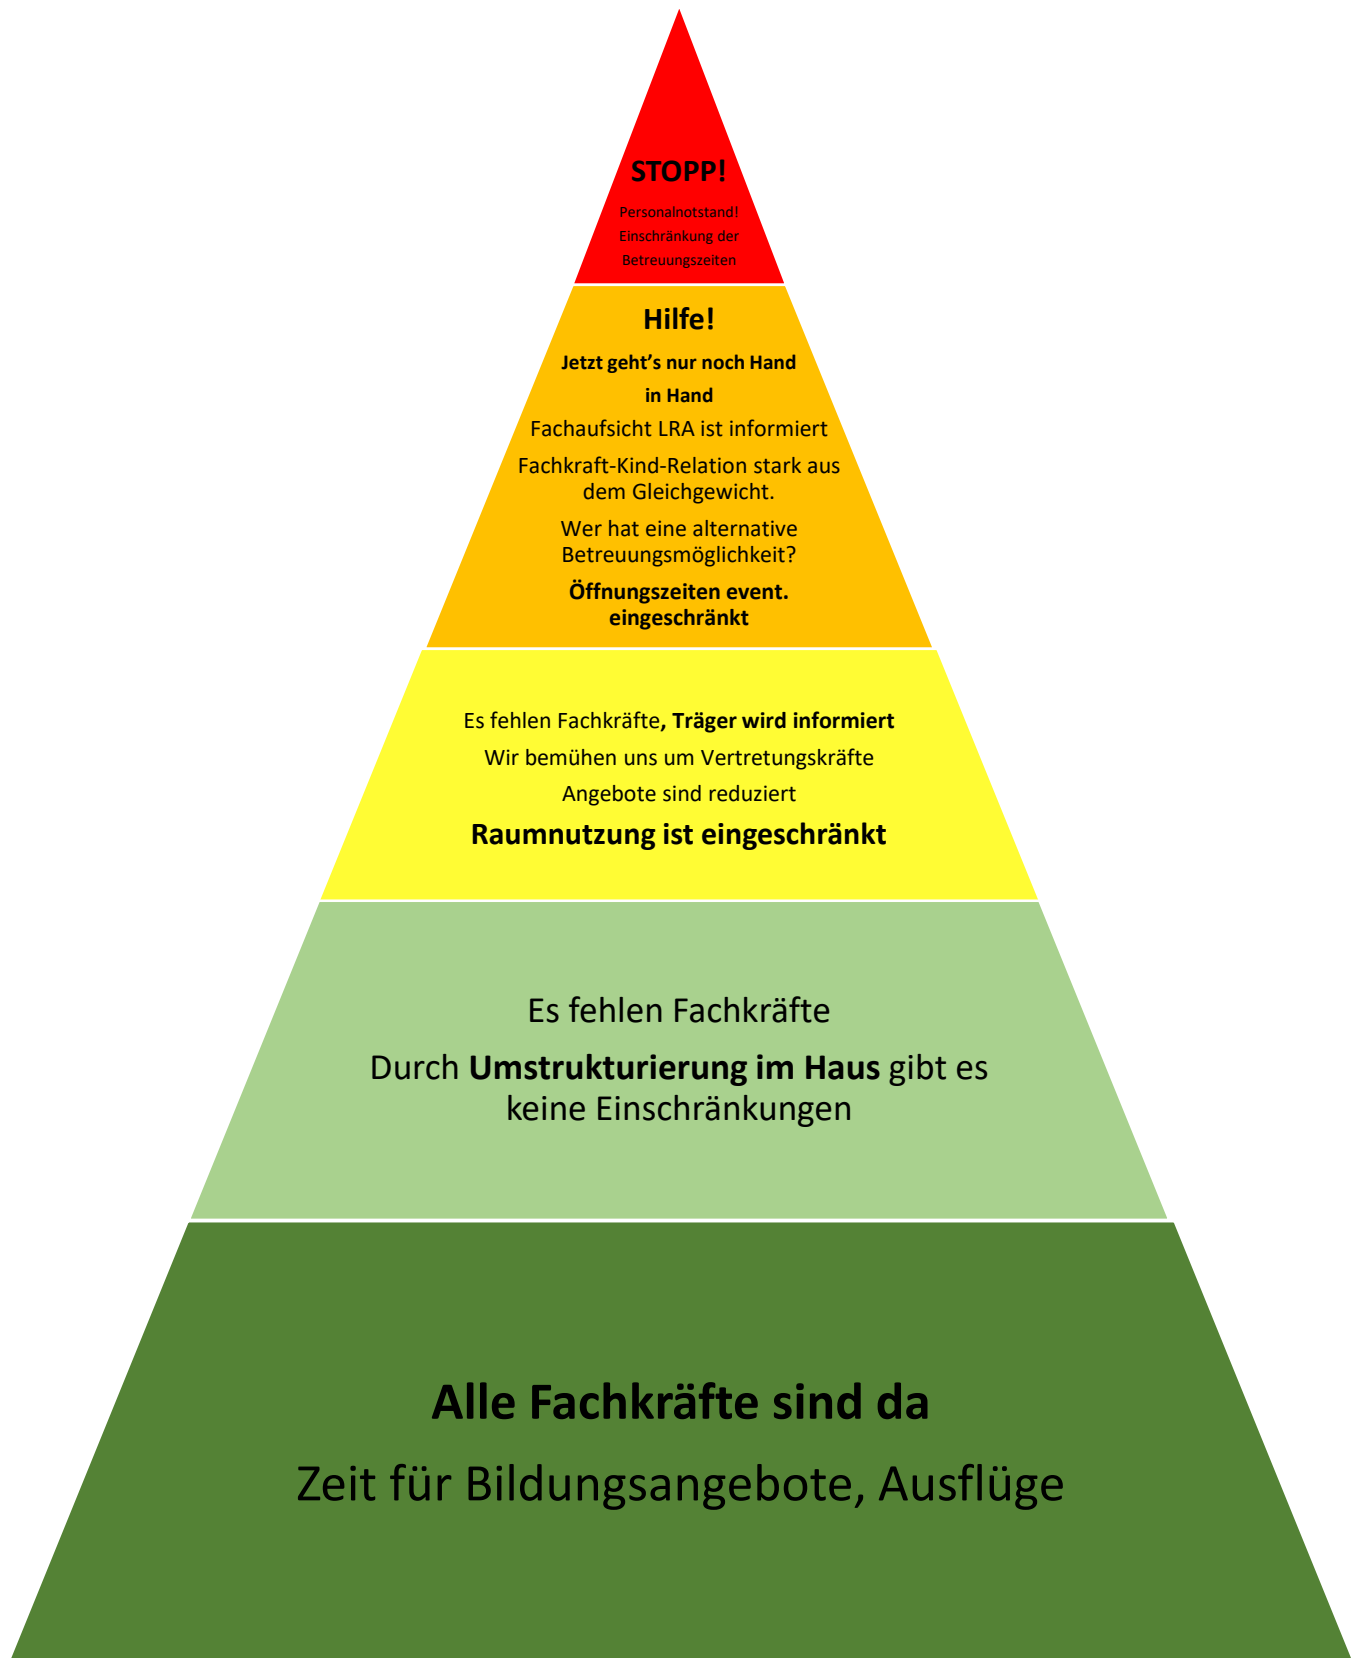 STOPP!
Personalnotstand!
Einschränkung der
Betreuungszeiten
Hilfe!
Jetzt geht’s nur noch Hand
in Hand
Fachaufsicht LRA ist informiert
Fachkraft-Kind-Relation stark aus
dem Gleichgewicht.
Wer hat eine alternative
Betreuungsmöglichkeit?
Öffnungszeiten event.
eingeschränkt
Es fehlen Fachkräfte, Träger wird informiert
Wir bemühen uns um Vertretungskräfte
Angebote sind reduziert
Raumnutzung ist eingeschränkt
Es fehlen Fachkräfte
Durch Umstrukturierung im Haus gibt es
keine Einschränkungen
Alle Fachkräfte sind da
Zeit für Bildungsangebote, Ausflüge